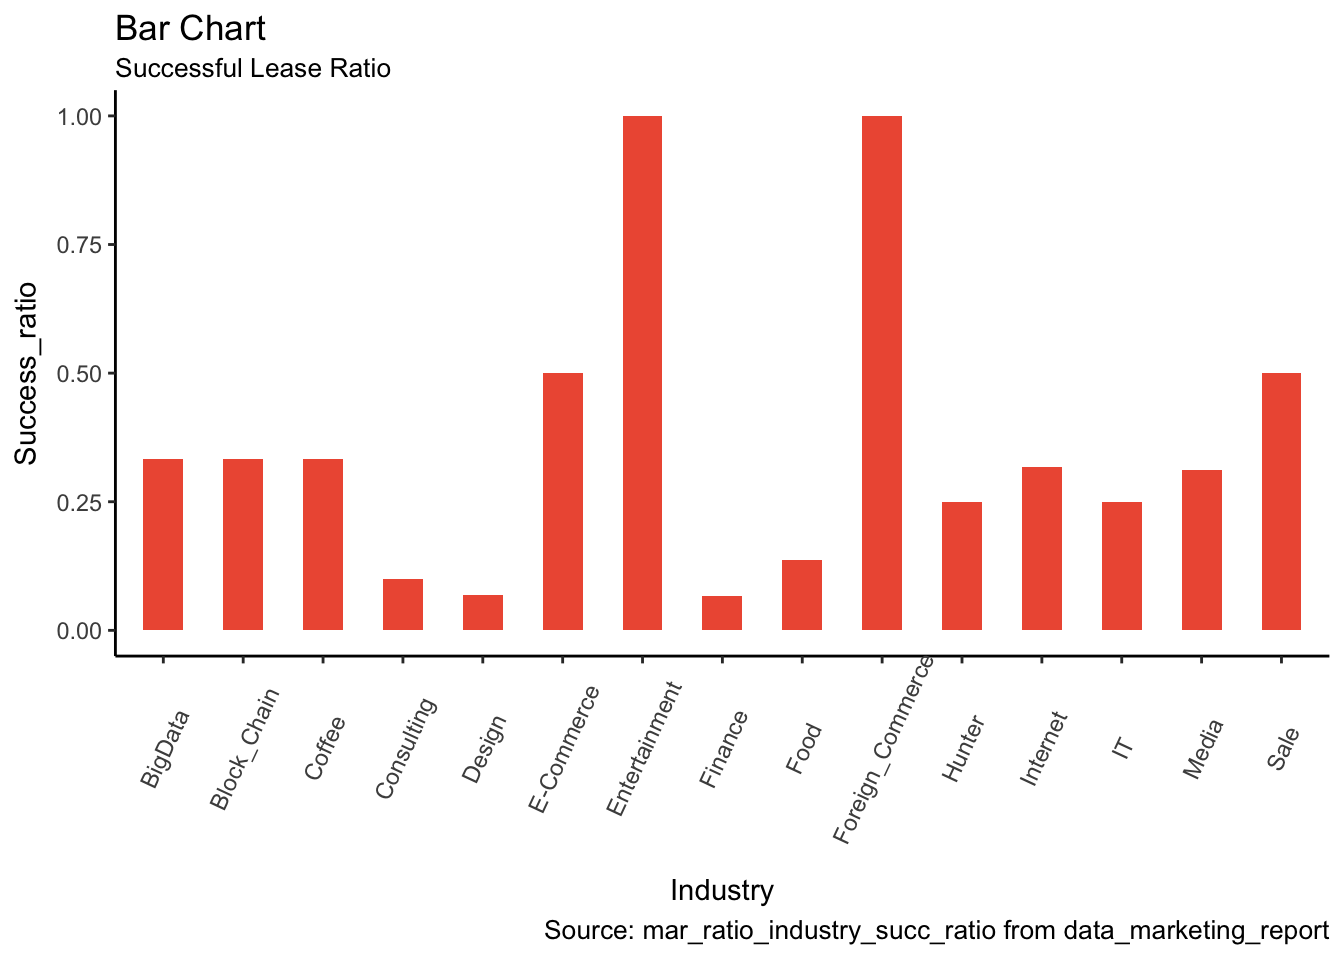 Bar Chart
Successful Lease Ratio
Success_ratio
1.00
0.75
0.50
0.25
0.00
BigData
Block_Chain
Coffee
Consulting
Design
E-Commerce
Entertainment
Finance
Food
Foreign_Commerce
Hunter
Internet
IT
Media
Sale
Industry
Source: mar_ratio_industry_succ_ratio from data_marketing_report